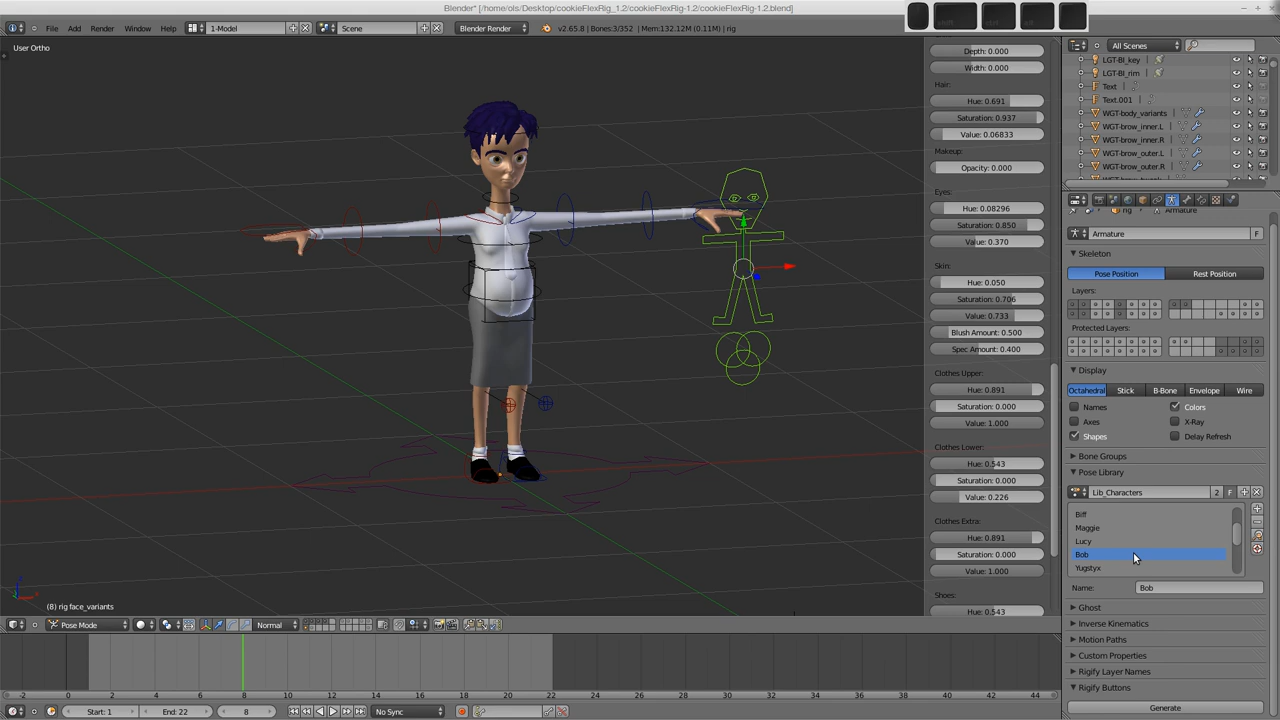 Blender* [/home/ols/Desktop/cookieFlexRig_1.2/cookieFlexRig-1.2/cookieFlexRig-1.2.blend]
File Add Render Window Help 1-Model Scene Blender Render v2.65.8 | Bones:3/352 | Mem:132.12M (0.11M) | rig
All Scenes
User Ortho
Depth: 0.000
Width: 0.000
Hair:
Hue: 0.691
Saturation: 0.937
Value: 0.06833
Makeup:
Opacity: 0.000
Eyes:
Hue: 0.08296
Saturation: 0.850
Value: 0.370
Skin:
Hue: 0.050
Saturation: 0.706
Value: 0.733
Blush Amount: 0.500
Spec Amount: 0.400
Clothes Upper:
Hue: 0.891
Saturation: 0.000
Value: 1.000
Clothes Lower:
Hue: 0.543
Saturation: 0.000
Value: 0.226
Clothes Extra:
Hue: 0.891
Saturation: 0.000
Value: 1.000
Shoes:
Hue: 0.543
LGT-BI_key
LGT-BI_rim
Text
Text.001
WGT-body_variants
WGT-brow_inner.L
WGT-brow_inner.R
WGT-brow_outer.L
WGT-brow_outer.R
rig Armature
Armature F
Skeleton
Pose Position Rest Position
Layers:
Protected Layers:
Display
Octahedral Stick B-Bone Envelope Wire
Names Colors
Axes X-Ray
Shapes Delay Refresh
Bone Groups
Pose Library
Lib_Characters 2 F
Biff
Maggie
Lucy
Bob
Yugstyx
Name: Bob
Ghost
Inverse Kinematics
Motion Paths
Custom Properties
Rigify Layer Names
Rigify Buttons
Generate
(8) rig face_variants
Pose Mode Normal
-2 0 2 4 6 8 10 12 14 16 18 20 22 24 26 28 30 32 34 36 38 40 42 44
Start: 1 End: 22 8 No Sync